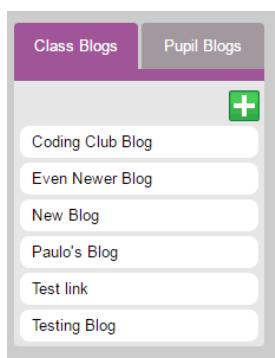 Class Blogs Pupil Blogs
Coding Club Blog
Even Newer Blog
New Blog
Paulo's Blog
Test link
Testing Blog